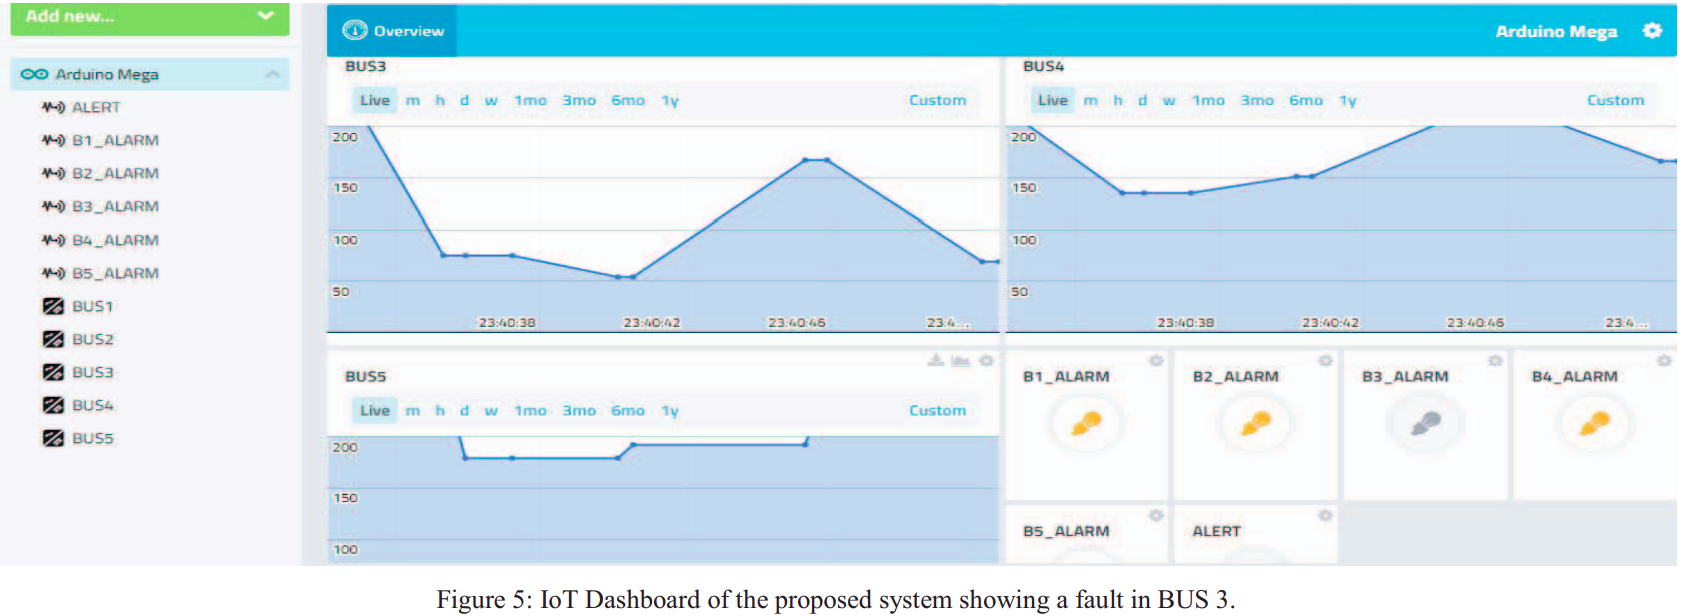 Add new...
Arduino Mega
ALERT
B1_ALARM
B2_ALARM
B3_ALARM
B4_ALARM
B5_ALARM
BUS1
BUS2
BUS3
BUS4
BUS5
Overview
Arduino Mega
BUS3
Live m h d w 1mo 3mo 6mo 1y Custom
200
150
100
50
23:40:38 23:40:42 23:40:46 23:4...
BUS4
Live m h d w 1mo 3mo 6mo 1y Custom
200
150
100
50
23:40:38 23:40:42 23:40:46 23:4...
BUS5
Live m h d w 1mo 3mo 6mo 1y Custom
200
150
100
B1_ALARM
B2_ALARM
B3_ALARM
B4_ALARM
B5_ALARM
ALERT
Figure 5: IoT Dashboard of the proposed system showing a fault in BUS 3.